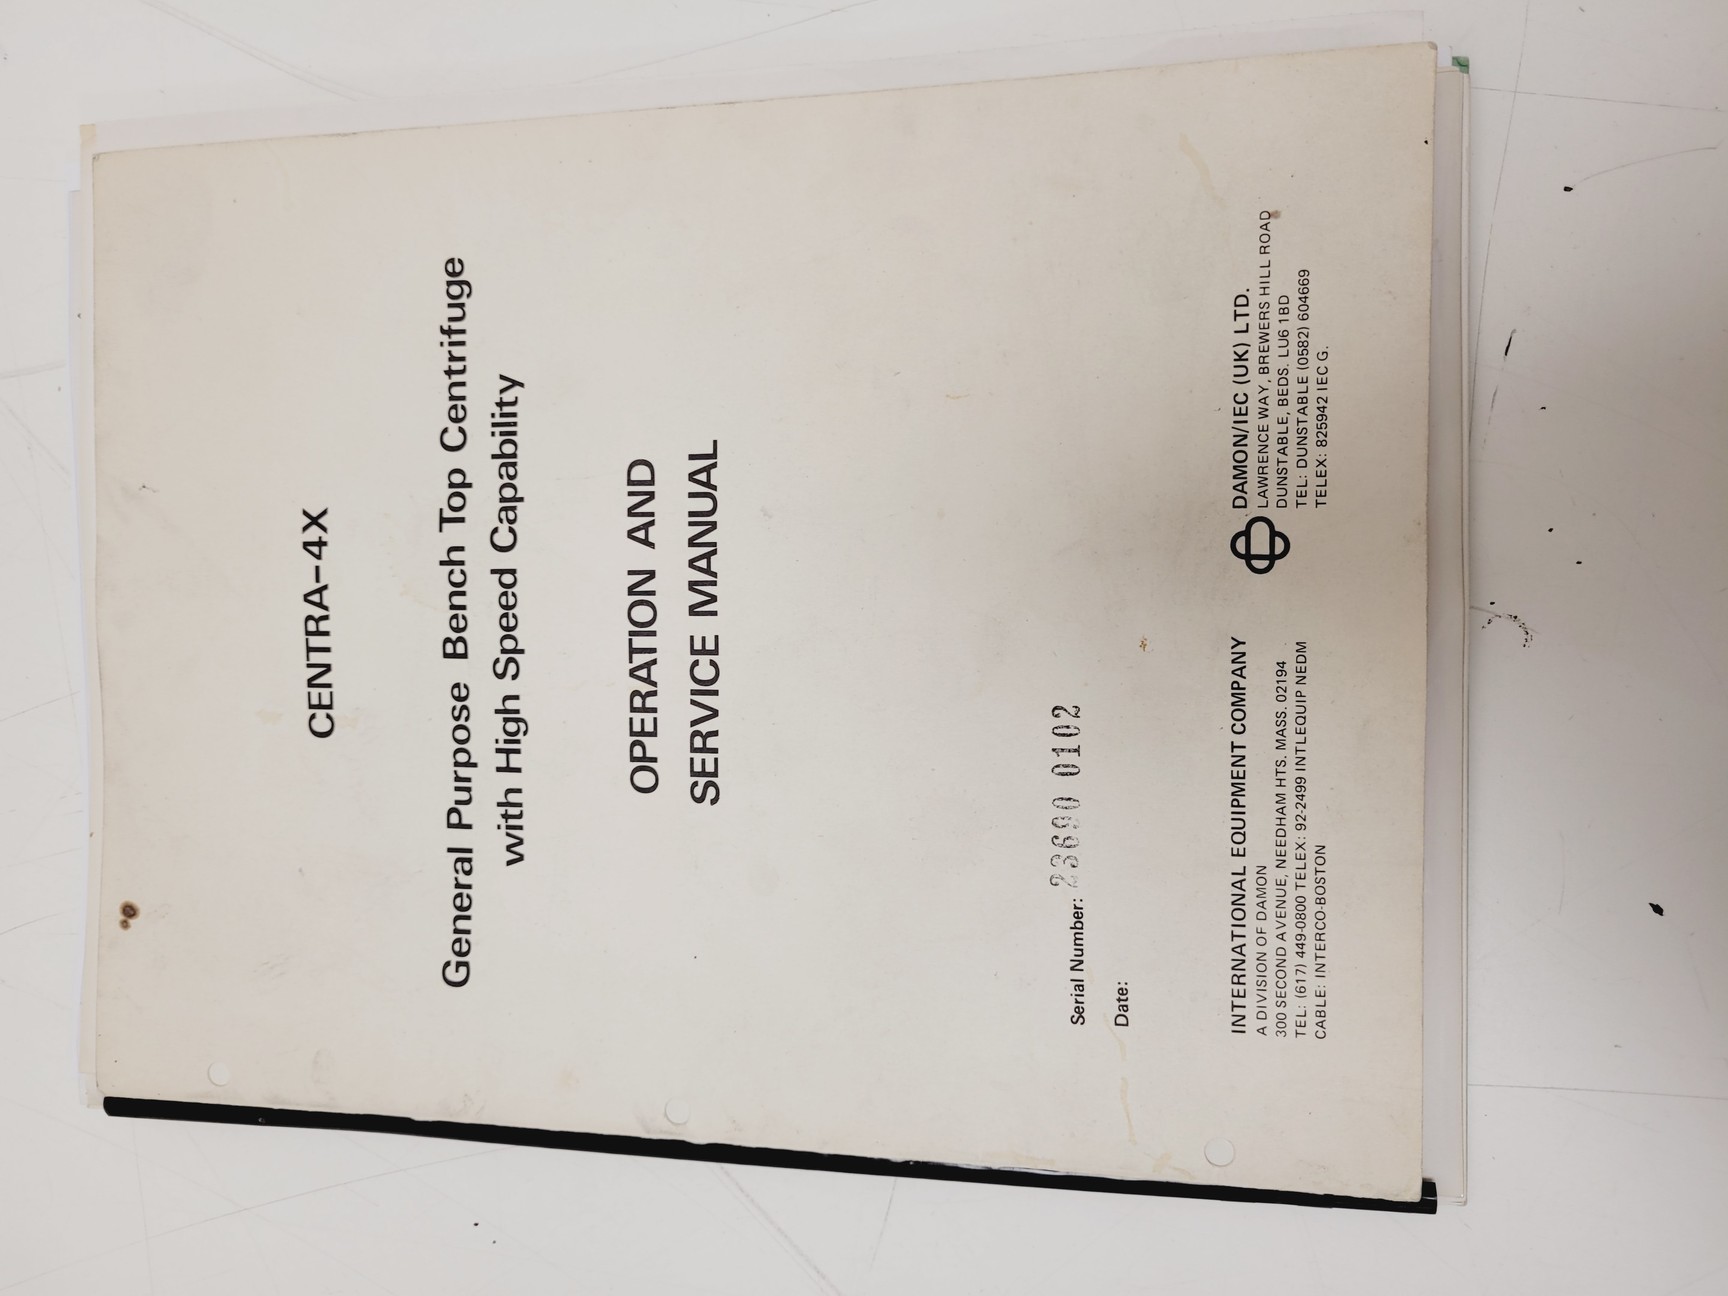 CENTRA-4X
General Purpose Bench Top Centrifuge
with High Speed Capability
OPERATION AND
SERVICE MANUAL
Serial Number: 23690 0102
Date:
INTERNATIONAL EQUIPMENT COMPANY
A DIVISION OF DAMON
300 SECOND AVENUE, NEEDHAM HTS. MASS. 02194
TEL.: (617) 449-0800 TELEX: 92-2499 INTLEQUIP NEDM
CABLE: INTERCO-BOSTON
DAMON/IEC (UK) LTD.
LAWRENCE WAY, BREWERS HILL ROAD
DUNSTABLE, BEDS. LU6 1BD
TEL: DUNSTABLE (0582) 604669
TELEX: 825942 IEC G.